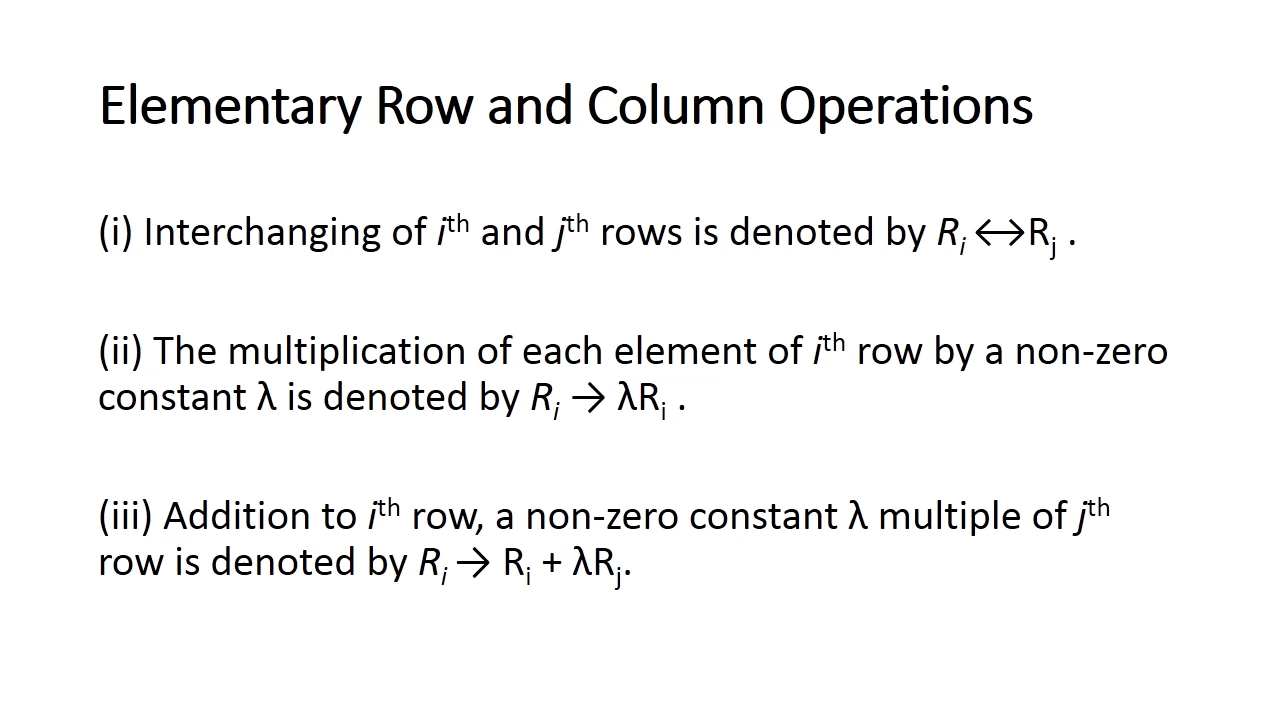 Elementary Row and Column Operations
(i) Interchanging of iᵗʰ and jᵗʰ rows is denoted by Rᵢ ↔Rⱼ .
(ii) The multiplication of each element of iᵗʰ row by a non-zero
constant λ is denoted by Rᵢ → λRᵢ .
(iii) Addition to iᵗʰ row, a non-zero constant λ multiple of jᵗʰ
row is denoted by Rᵢ → Rᵢ + λRⱼ.